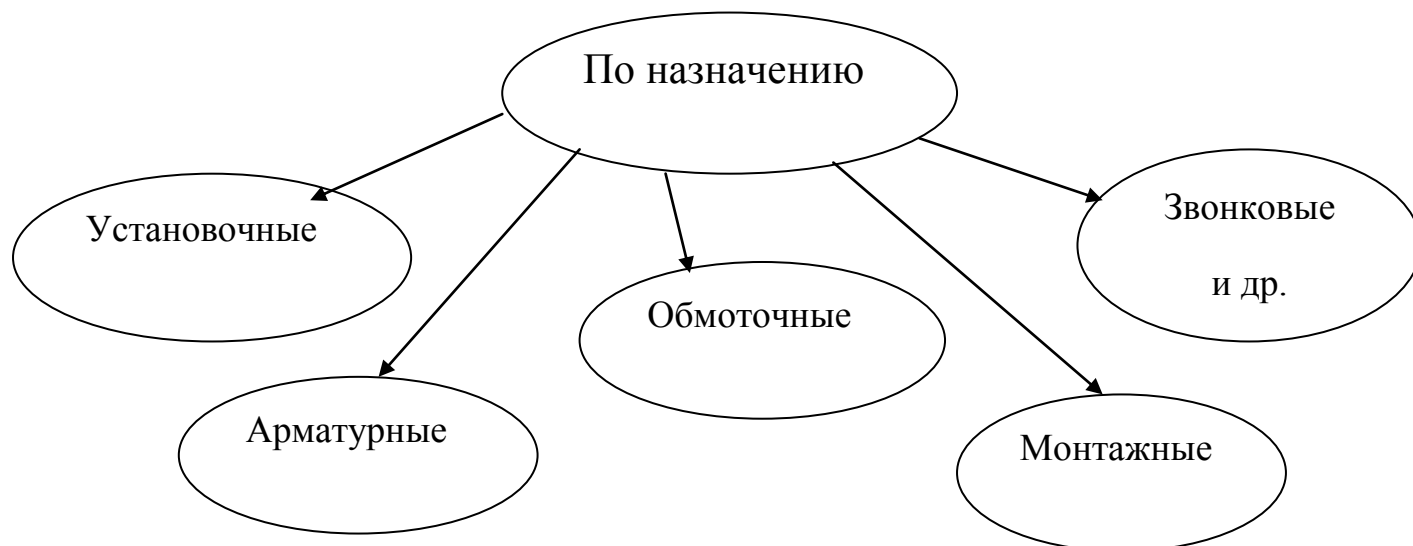 По назначению
Установочные
Звонковые
и др.
Обмоточные
Арматурные
Монтажные